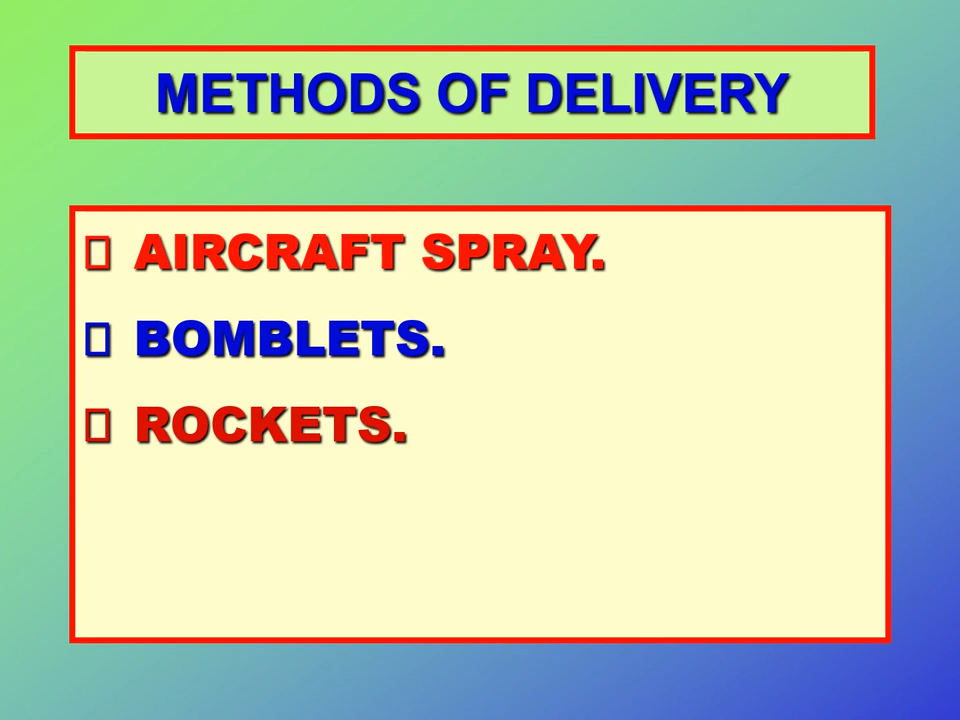 METHODS OF DELIVERY
AIRCRAFT SPRAY.
BOMBLETS.
ROCKETS.